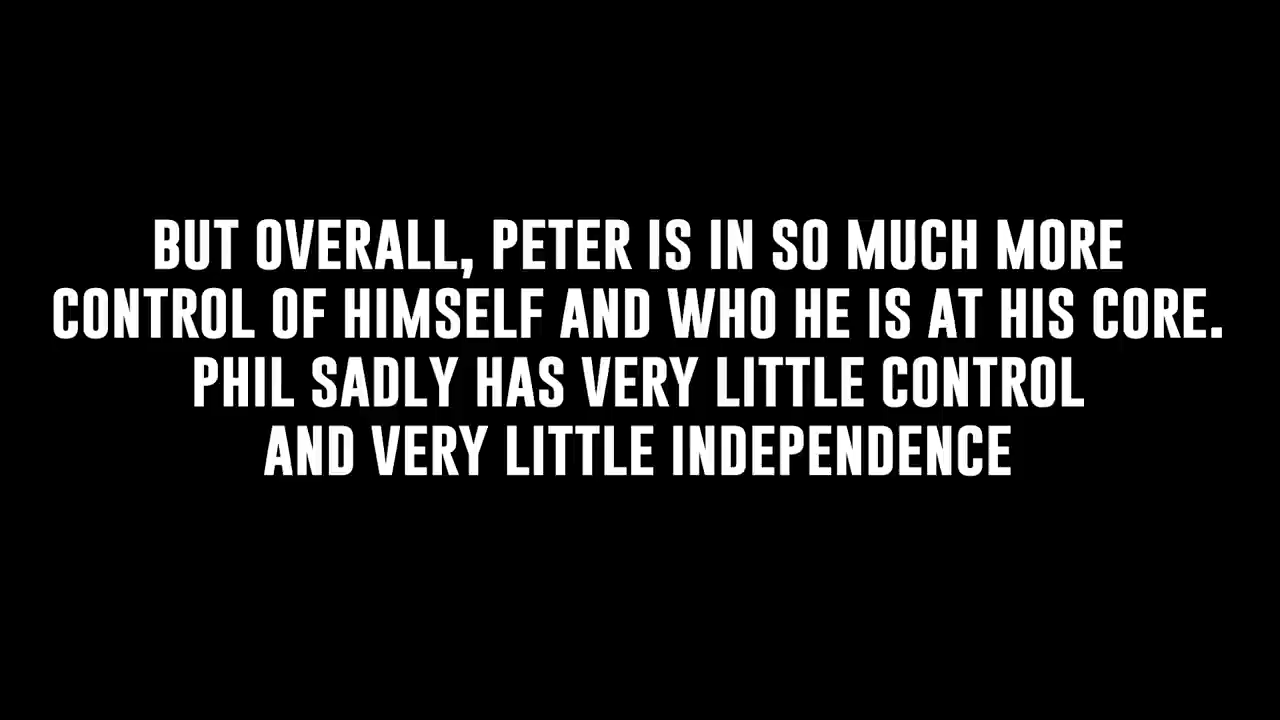 BUT OVERALL, PETER IS IN SO MUCH MORE
CONTROL OF HIMSELF AND WHO HE IS AT HIS CORE.
PHIL SADLY HAS VERY LITTLE CONTROL
AND VERY LITTLE INDEPENDENCE